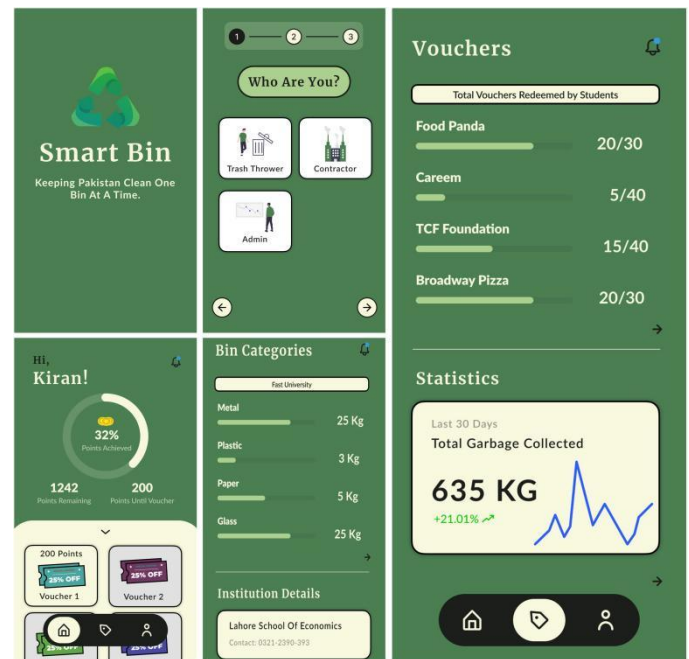 Smart Bin
Keeping Pakistan Clean One
Bin At A Time.
1
2
3
Who Are You?
Trash Thrower
Contractor
Admin
Vouchers
Total Vouchers Redeemed by Students
Food Panda
20/30
Careem
5/40
TCF Foundation
15/40
Broadway Pizza
20/30
Statistics
Last 30 Days
Total Garbage Collected
635 KG
+21.01%
Hi,
Kiran!
32%
Points Achieved
1242
200
Points Remaining
Points Until Voucher
200 Points
25% OFF
25% OFF
Voucher 1
Voucher 2
Bin Categories
Fast University
Metal
25 Kg
Plastic
3 Kg
Paper
5 Kg
Glass
25 Kg
Institution Details
Lahore School Of Economics
Contact: 0321-2390-393